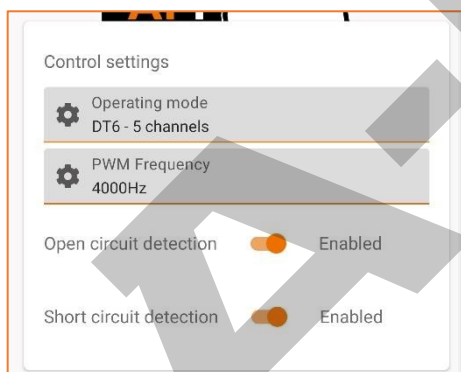 Control settings
Operating mode
DT6 - 5 channels
PWM Frequency
4000Hz
Open circuit detection Enabled
Short circuit detection Enabled